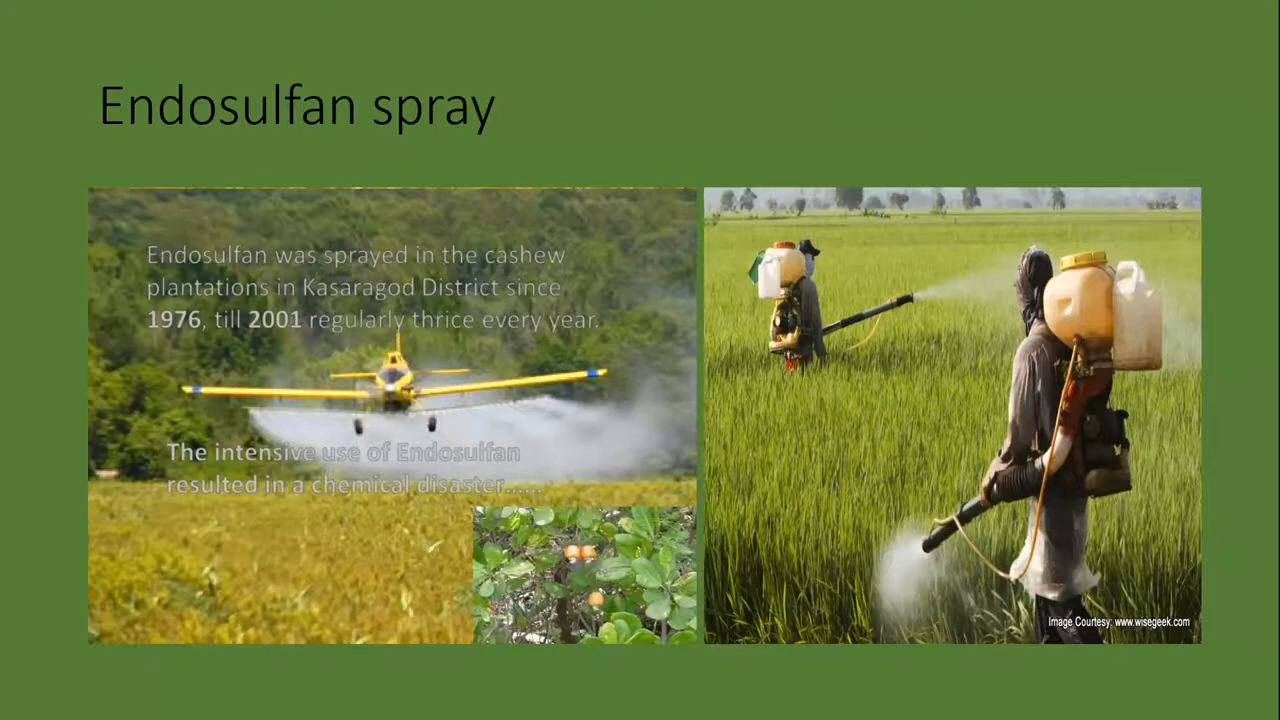 Endosulfan spray
Endosulfan was sprayed in the cashew
plantations in Kasaragod District since
1976, till 2001 regularly thrice every year.
The intensive use of Endosulfan
resulted in a chemical disaster......
Image Courtesy: www.wisegeek.com